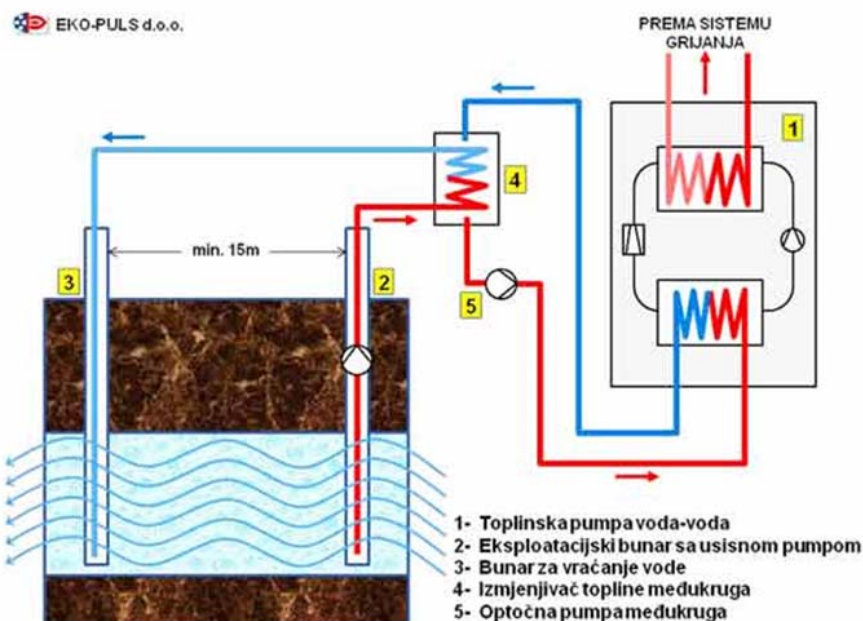 EKO-PULS d.o.o.
PREMA SISTEMU
GRIJANJA
1
4
min. 15m
3
2
5
1- Toplinska pumpa voda-voda
2- Eksploatacijski bunar sa usisnom pumpom
3- Bunar za vraćanje vode
4- Izmjenjivač topline međukruga
5- Optočna pumpa međukruga